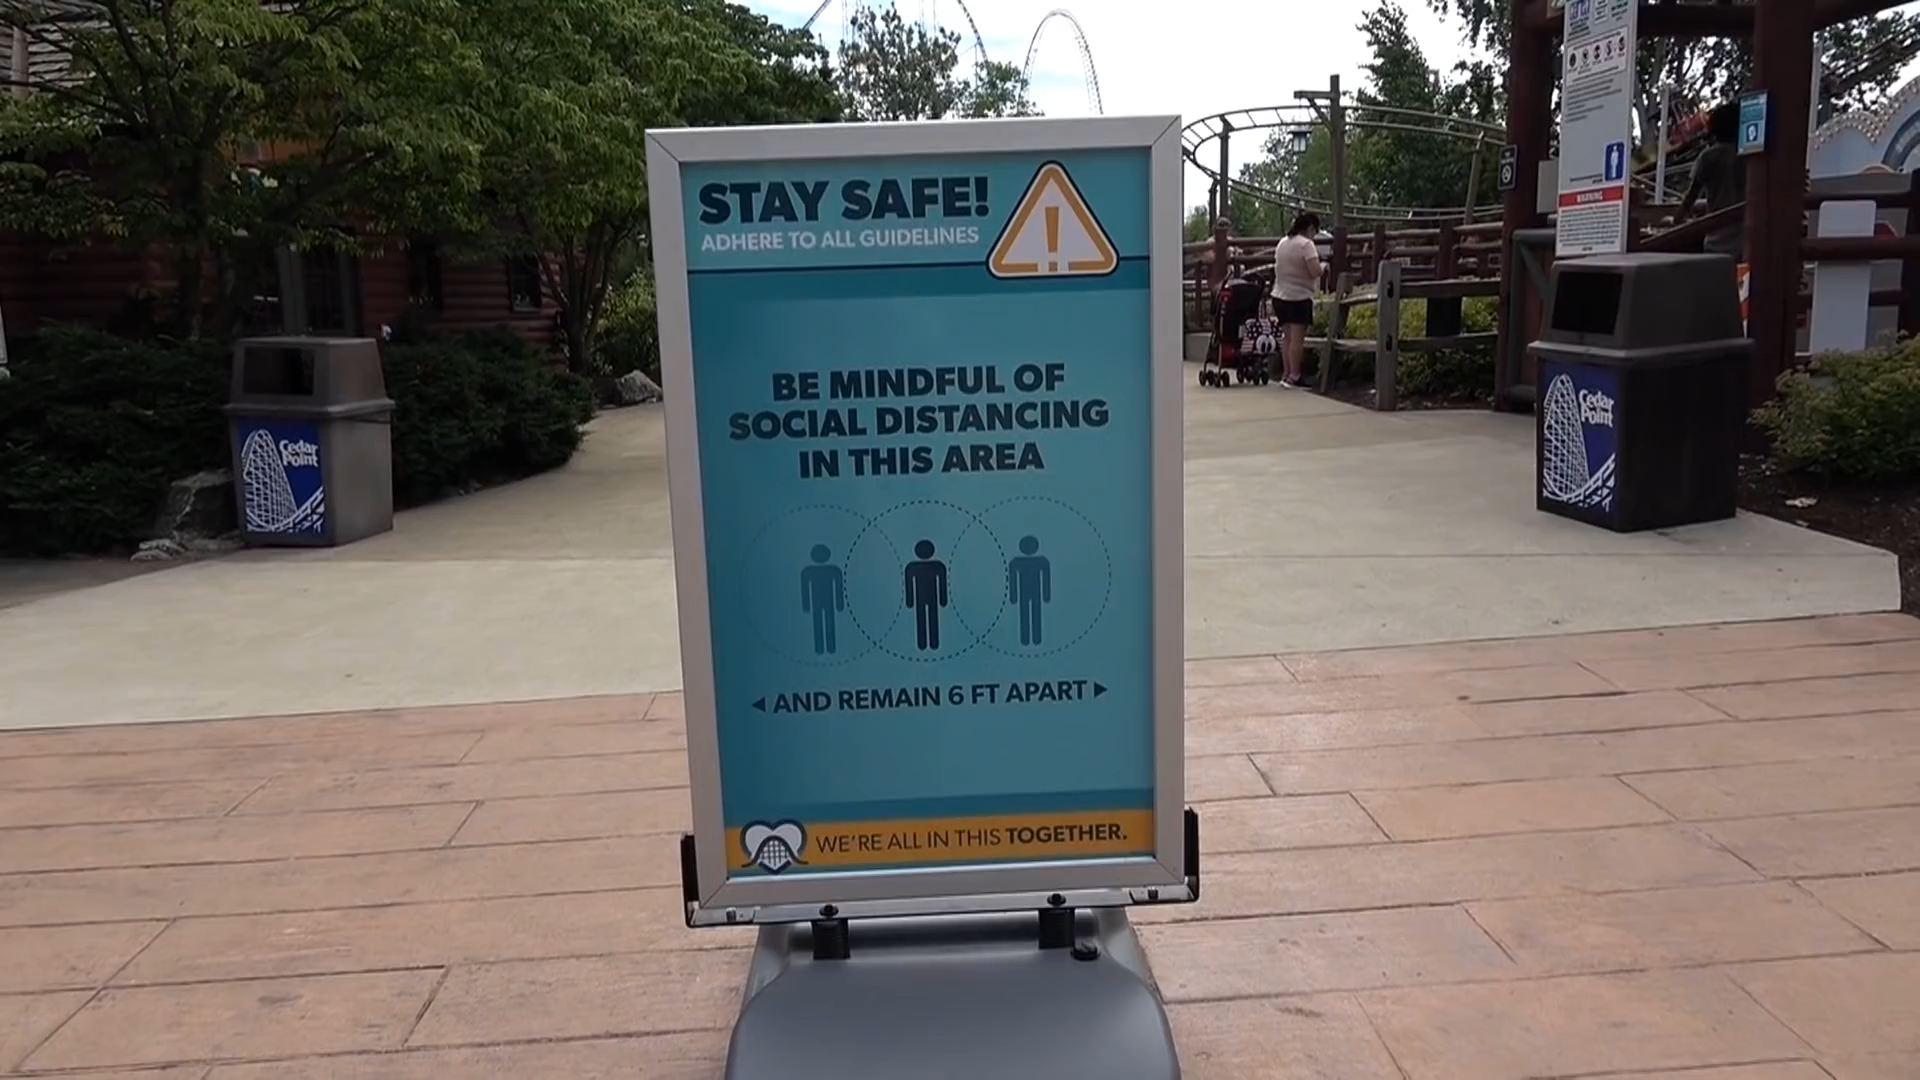 STAY SAFE!
ADHERE TO ALL GUIDELINES
BE MINDFUL OF
SOCIAL DISTANCING
IN THIS AREA
◀ AND REMAIN 6 FT APART ▶
WE'RE ALL IN THIS TOGETHER.
Cedar
Point
Cedar
Point
WARNING